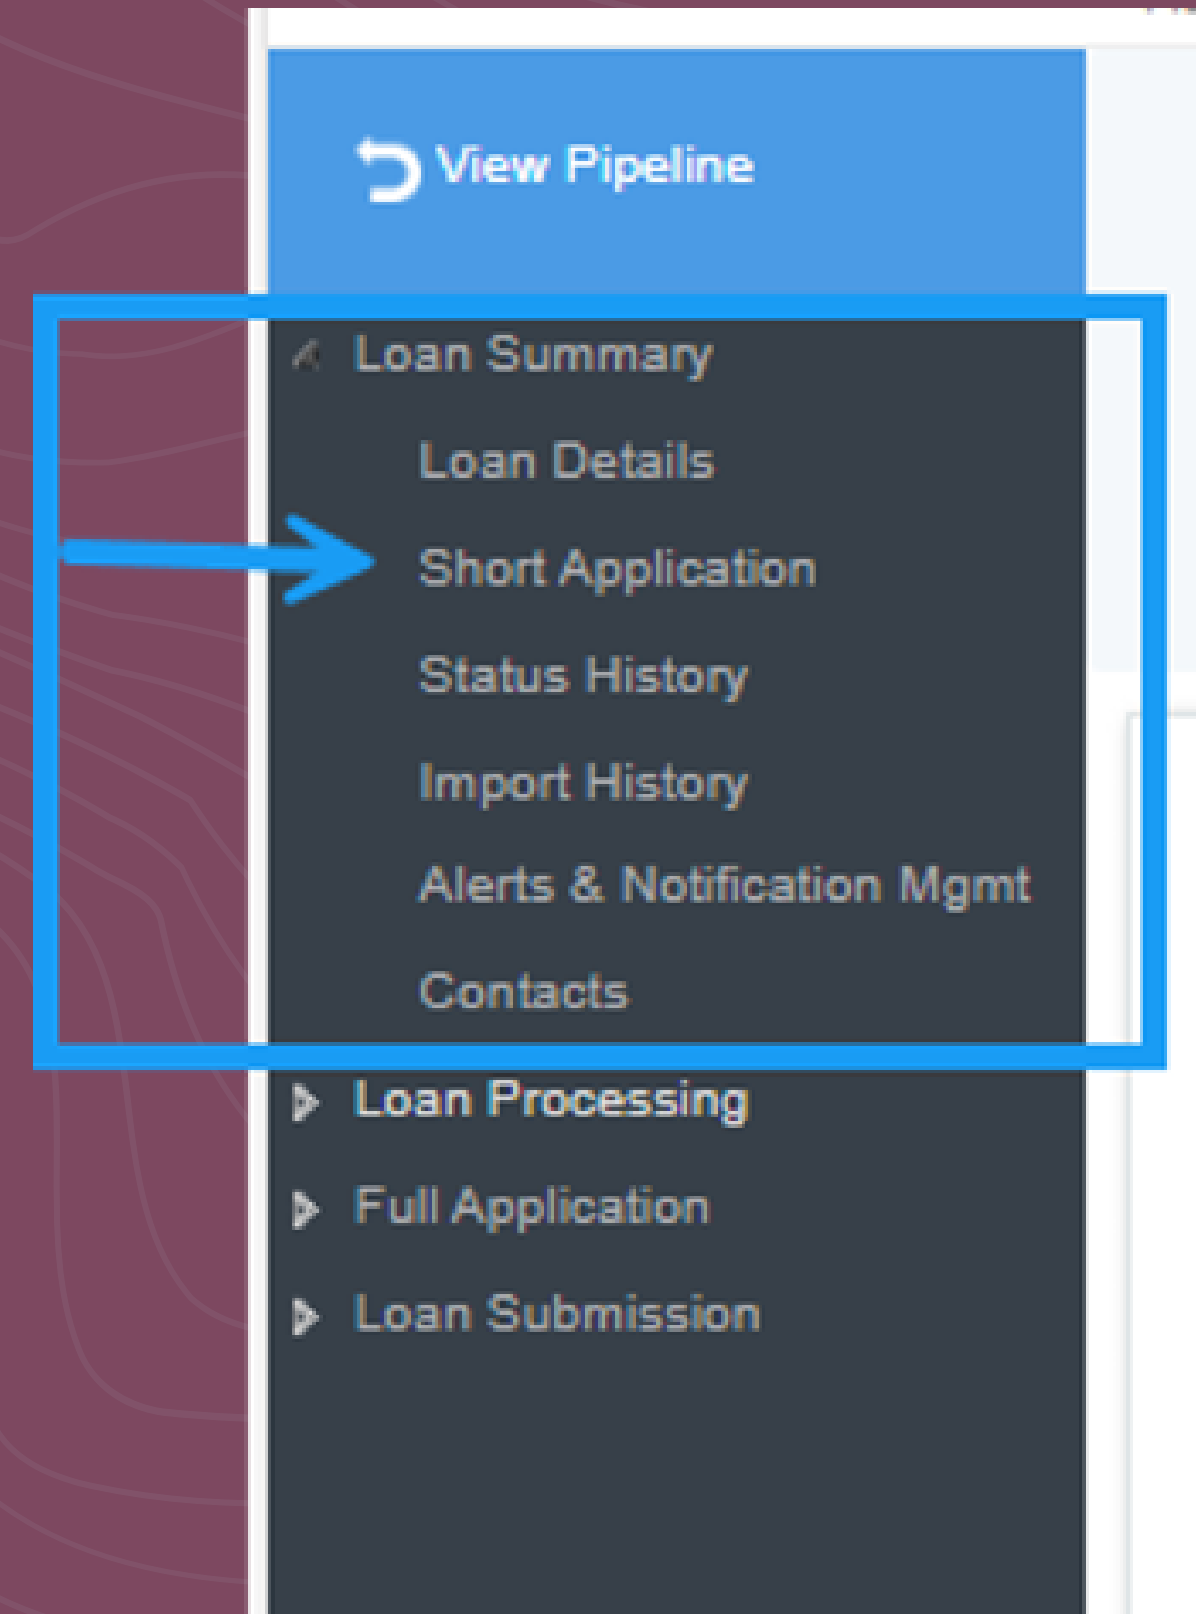 View Pipeline
Loan Summary
Loan Details
Short Application
Status History
Import History
Alerts & Notification Mgmt
Contacts
Loan Processing
Full Application
Loan Submission